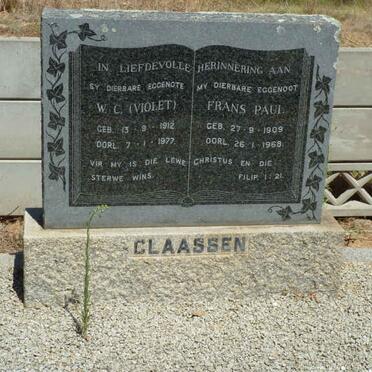 IN LIEFDEVOLLE HERINNERING AAN
SY DIERBARE EGGENOTE
W. C. (VIOLET)
GEB. 13 - 9 - 1912
OORL. 7 - 1 - 1977
MY DIERBARE EGGENOOT
FRANS PAUL
GEB. 27 - 9 - 1909
OORL. 26 - 1 - 1968
VIR MY IS DIE LEWE CHRISTUS EN DIE
STERWE WINS. FILIP. 1: 21.
CLAASSEN